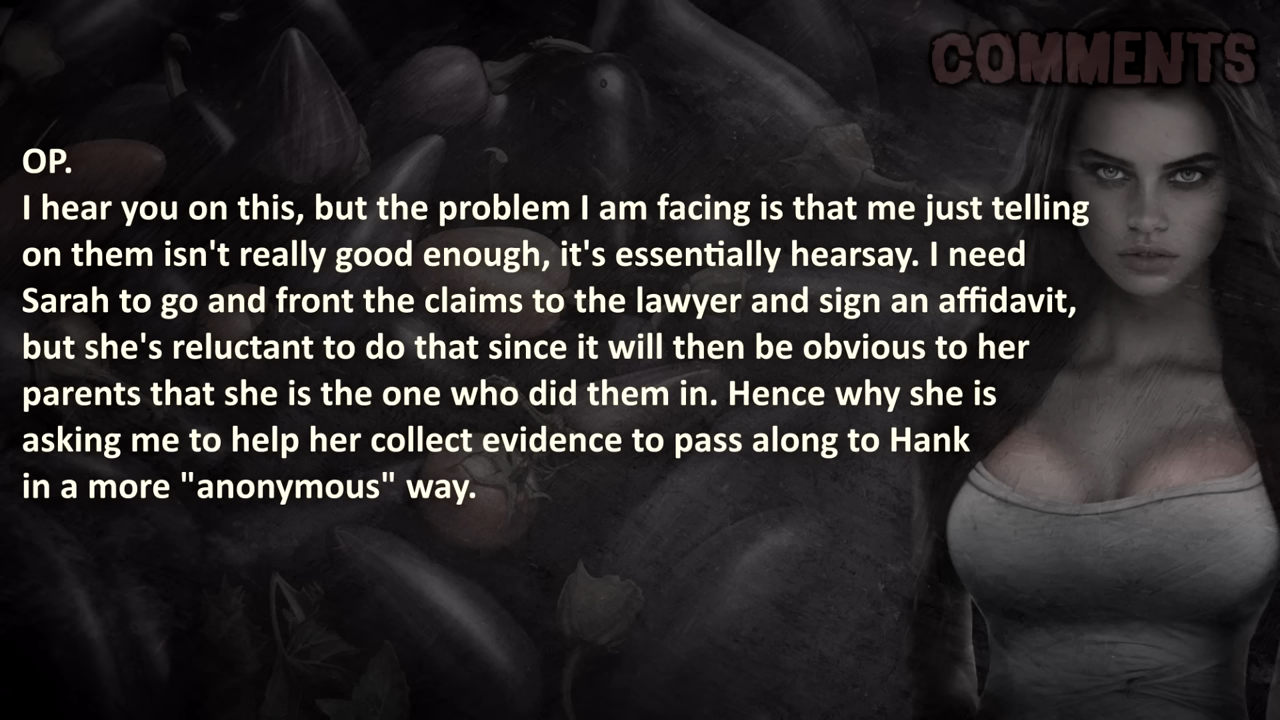 COMMENTS
OP.
I hear you on this, but the problem I am facing is that me just telling
on them isn't really good enough, it's essentially hearsay. I need
Sarah to go and front the claims to the lawyer and sign an affidavit,
but she's reluctant to do that since it will then be obvious to her
parents that she is the one who did them in. Hence why she is
asking me to help her collect evidence to pass along to Hank
in a more "anonymous" way.